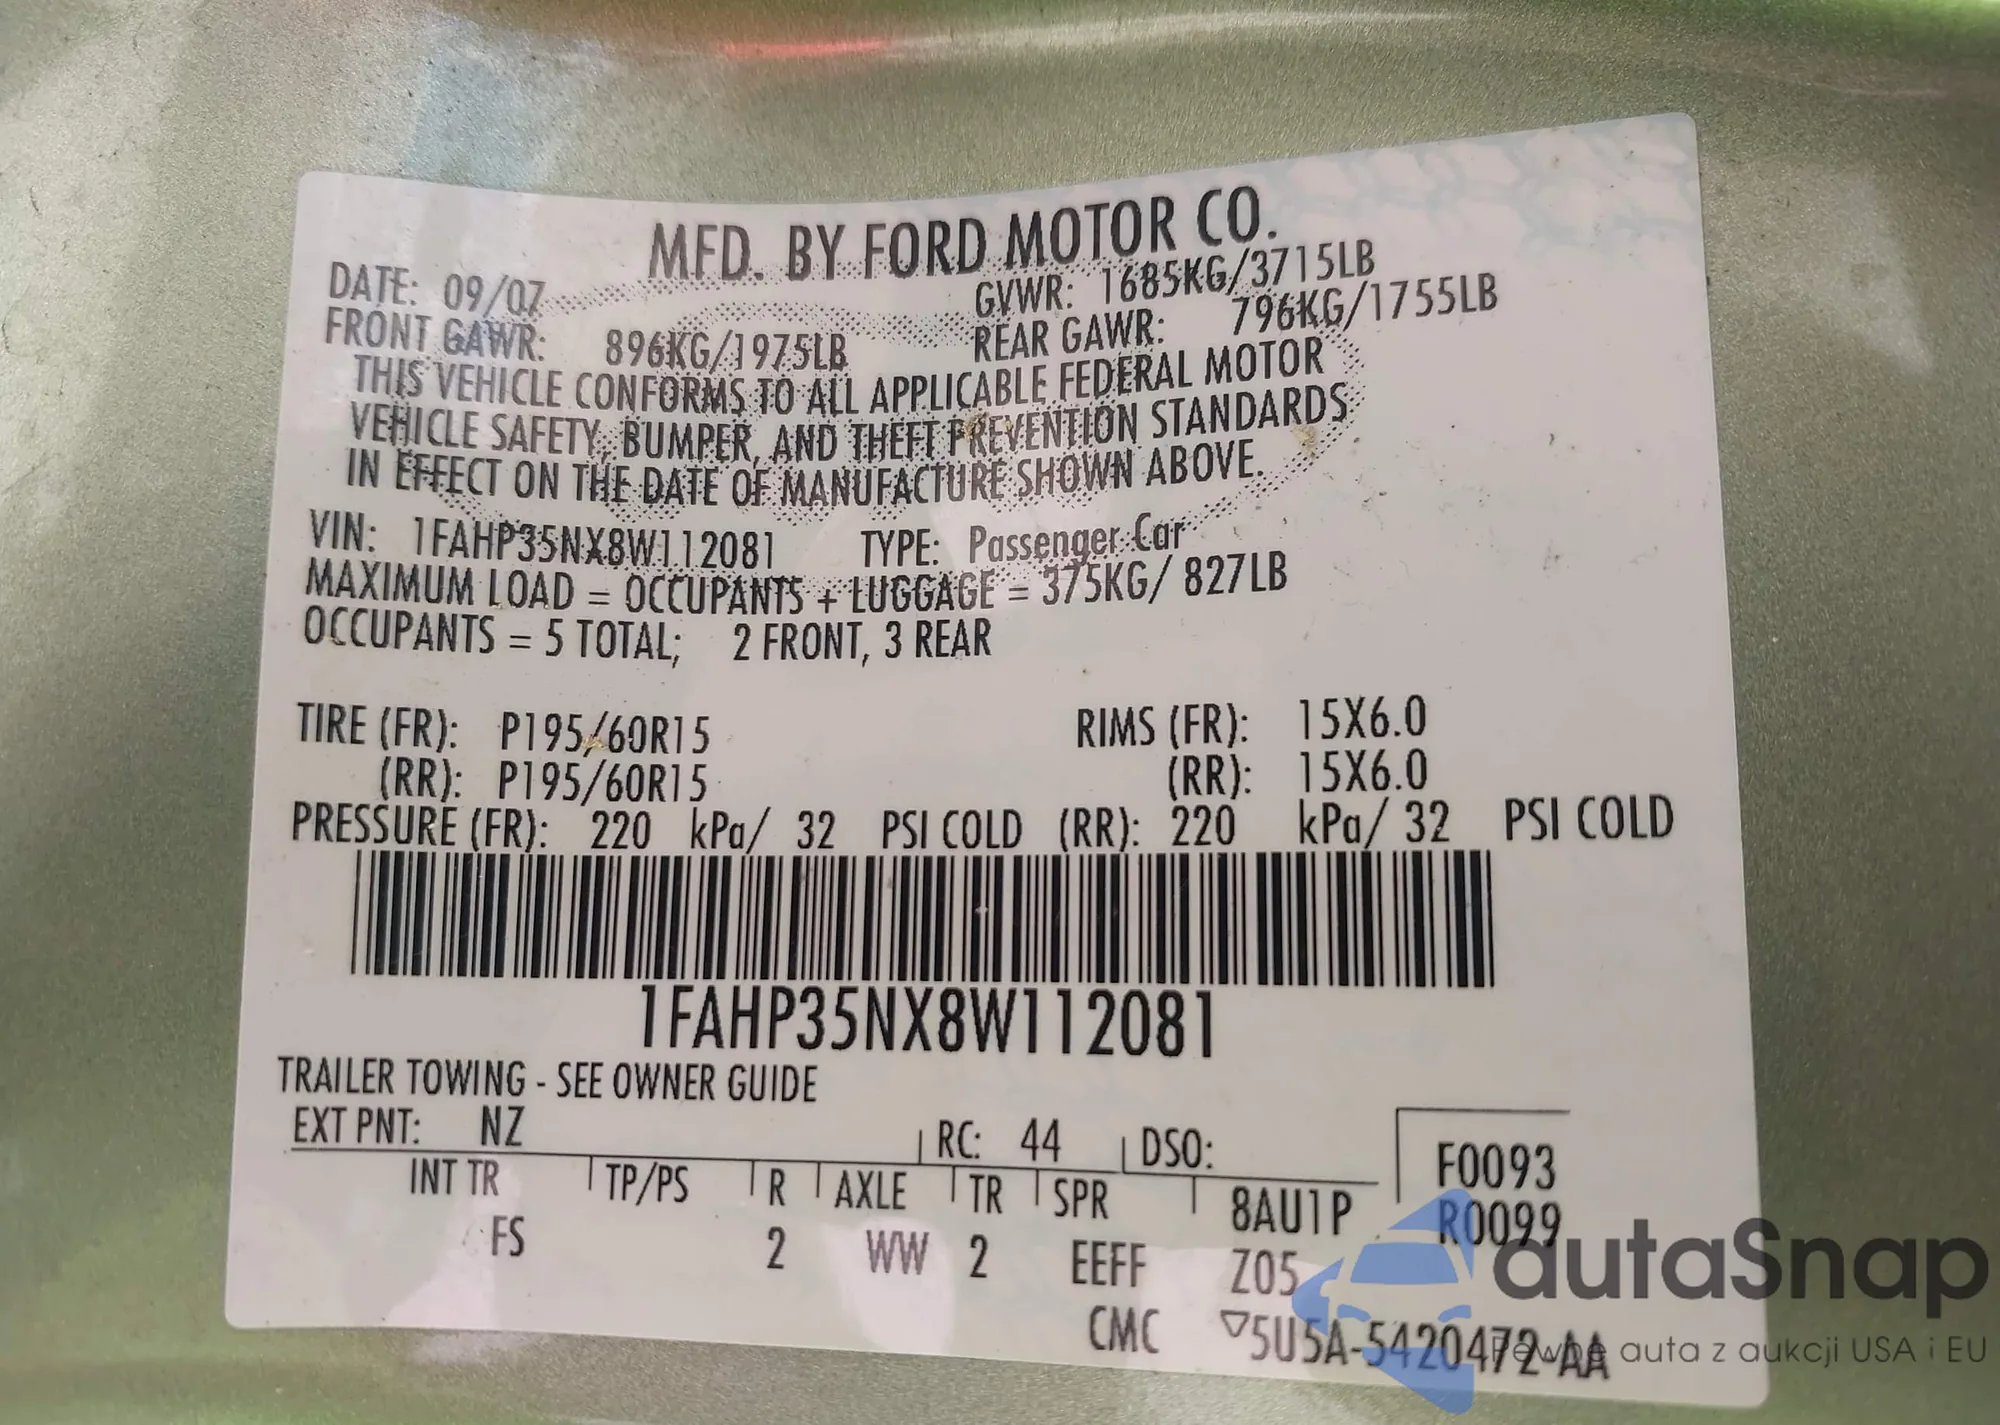 MFD. BY FORD MOTOR CO.
DATE: 09/07 GVWR: 1685KG/3715LB
FRONT GAWR: 896KG/1975LB REAR GAWR: 796KG/1755LB
THIS VEHICLE CONFORMS TO ALL APPLICABLE FEDERAL MOTOR
VEHICLE SAFETY, BUMPER, AND THEFT PREVENTION STANDARDS
IN EFFECT ON THE DATE OF MANUFACTURE SHOWN ABOVE.
VIN: 1FAHP35NX8W112081 TYPE: Passenger Car
MAXIMUM LOAD = OCCUPANTS + LUGGAGE = 375KG/ 827LB
OCCUPANTS = 5 TOTAL; 2 FRONT, 3 REAR
TIRE (FR): P195/60R15 RIMS (FR): 15X6.0
(RR): P195/60R15 (RR): 15X6.0
PRESSURE (FR): 220 kPa/ 32 PSI COLD (RR): 220 kPa/ 32 PSI COLD
1FAHP35NX8W112081
TRAILER TOWING - SEE OWNER GUIDE
EXT PNT: NZ RC: 44 DSO: F0093
INT TR TP/PS R AXLE TR SPR 8AU1P R0099
FS 2 WW 2 EEFF Z05
CMC ▽5U5A-5420472-AA
autaSnap
Pewne auta z aukcji USA i EU